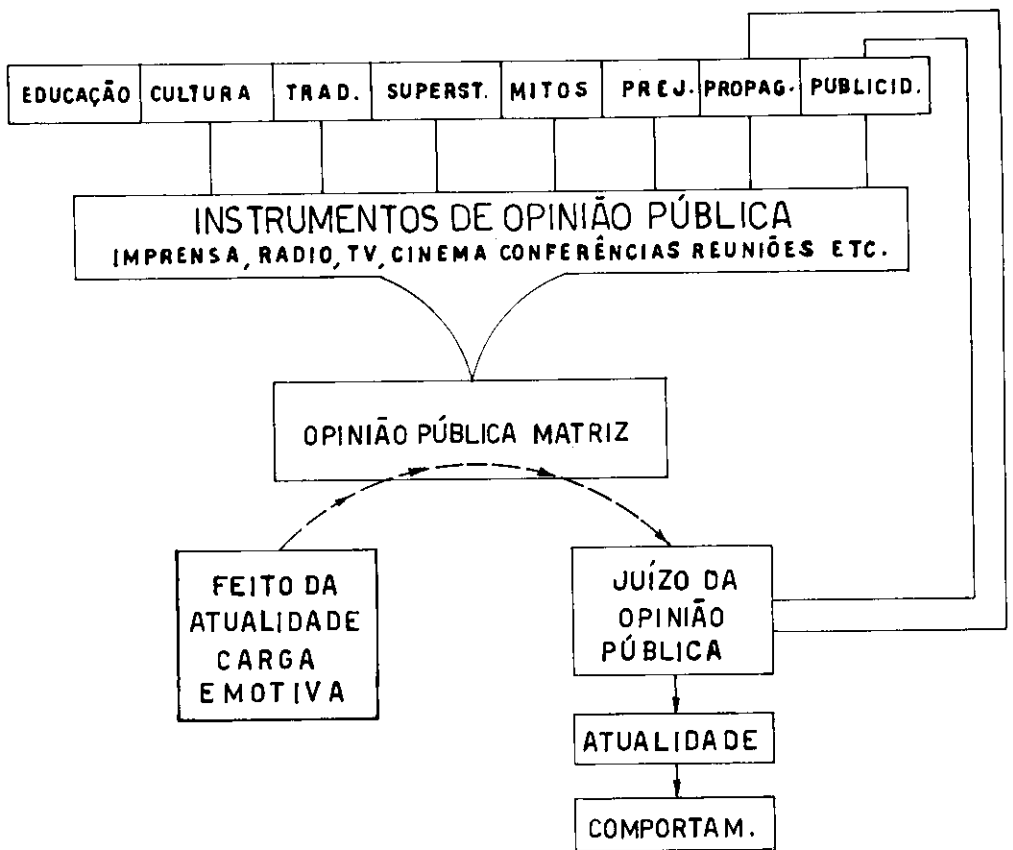 EDUCAÇÃO CULTURA TRAD. SUPERST. MITOS PREJ. PROPAG. PUBLICID.
INSTRUMENTOS DE OPINIÃO PÚBLICA
IMPRENSA, RADIO, TV, CINEMA CONFERÊNCIAS REUNIÕES ETC.
OPINIÃO PÚBLICA MATRIZ
FEITO DA
ATUALIDADE
CARGA
EMOTIVA
JUÍZO DA
OPINIÃO
PÚBLICA
ATUALIDADE
COMPORTAM.